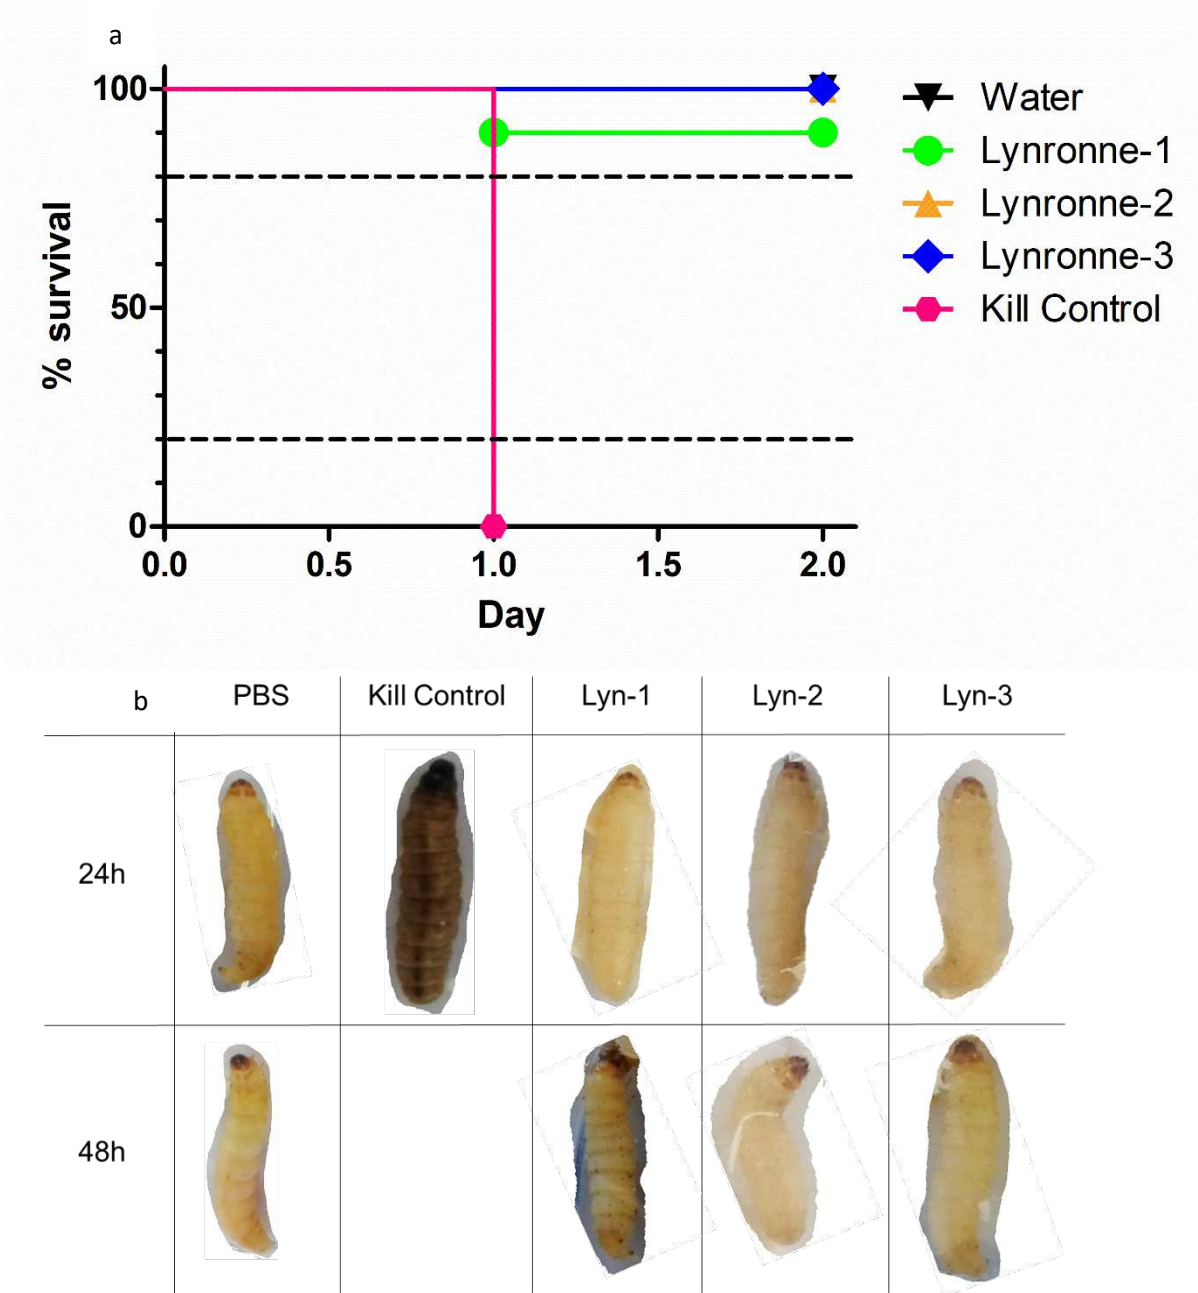 a
100
50
0
% survival
0.0 0.5 1.0 1.5 2.0
Day
Water
Lynronne-1
Lynronne-2
Lynronne-3
Kill Control
b PBS Kill Control Lyn-1 Lyn-2 Lyn-3
24h
48h